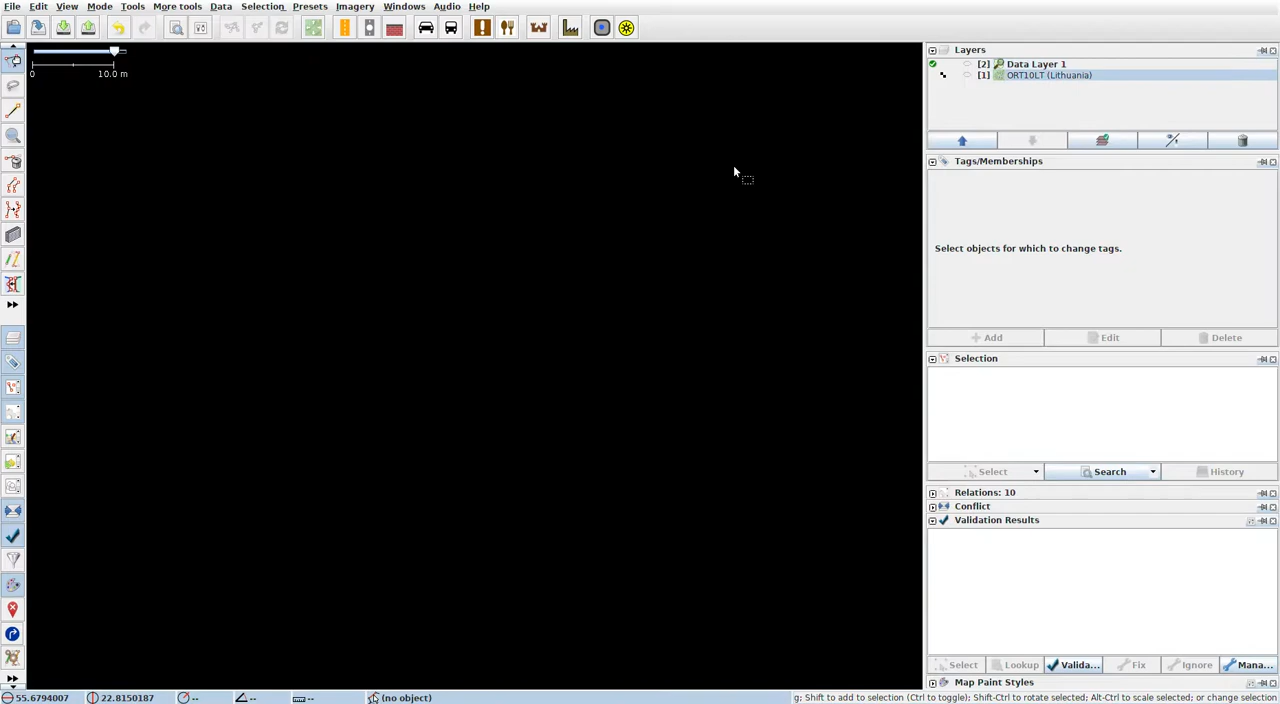 File Edit View Mode Tools More tools Data Selection Presets Imagery Windows Audio Help
0 10.0 m
Layers
[2] Data Layer 1
[1] ORT10LT (Lithuania)
Tags/Memberships
Select objects for which to change tags.
Add Edit Delete
Selection
Select Search History
Relations: 10
Conflict
Validation Results
Select Lookup Valida... Fix Ignore Mana...
Map Paint Styles
55.6794007 22.8150187 -- -- -- (no object) g; Shift to add to selection (Ctrl to toggle); Shift-Ctrl to rotate selected; Alt-Ctrl to scale selected; or change selection